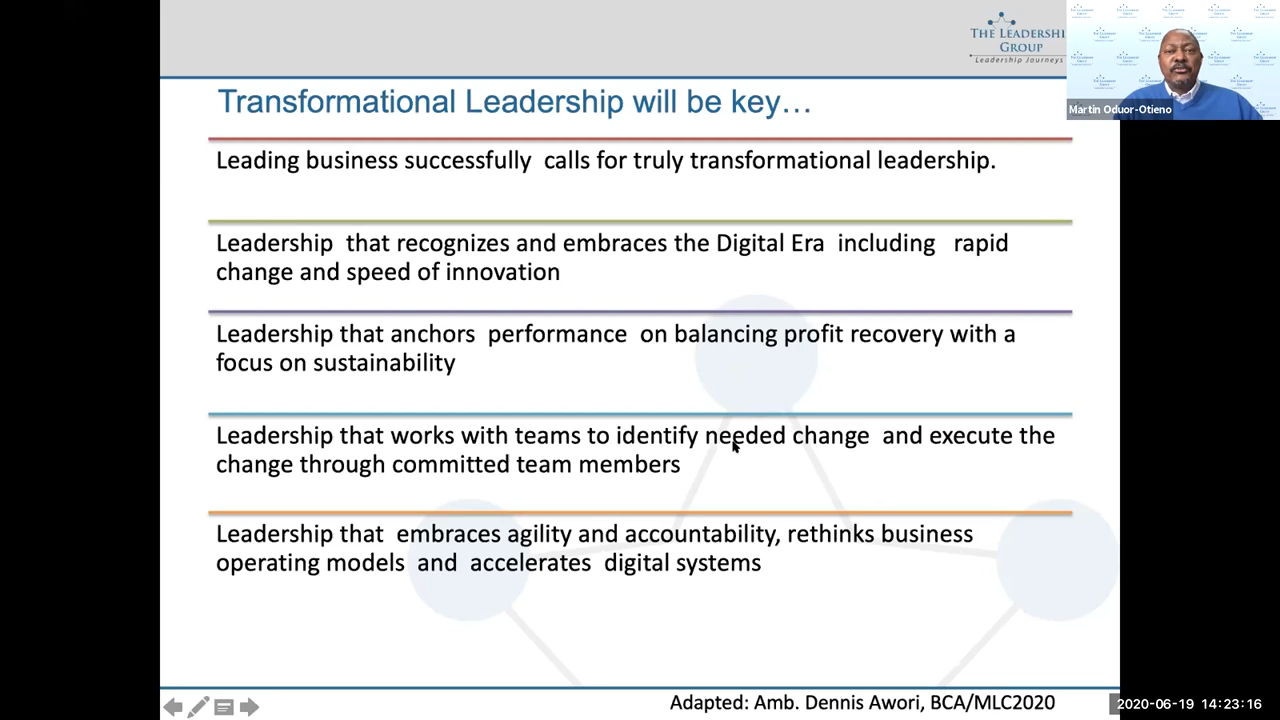 THE LEADERSHI
GROUP
Leadership Journeys
Martin Oduor-Otieno
Transformational Leadership will be key…
Leading business successfully calls for truly transformational leadership.
Leadership that recognizes and embraces the Digital Era including rapid
change and speed of innovation
Leadership that anchors performance on balancing profit recovery with a
focus on sustainability
Leadership that works with teams to identify needed change and execute the
change through committed team members
Leadership that embraces agility and accountability, rethinks business
operating models and accelerates digital systems
Adapted: Amb. Dennis Awori, BCA/MLC2020
2020-06-19 14:23:16